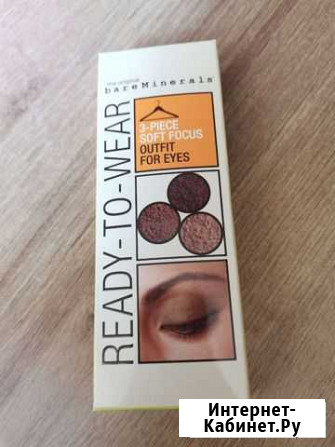 the original
bareMinerals
READY-TO-WEAR
3-PIECE
SOFT FOCUS
OUTFIT
FOR EYES
Интернет-
Кабинет.Ру